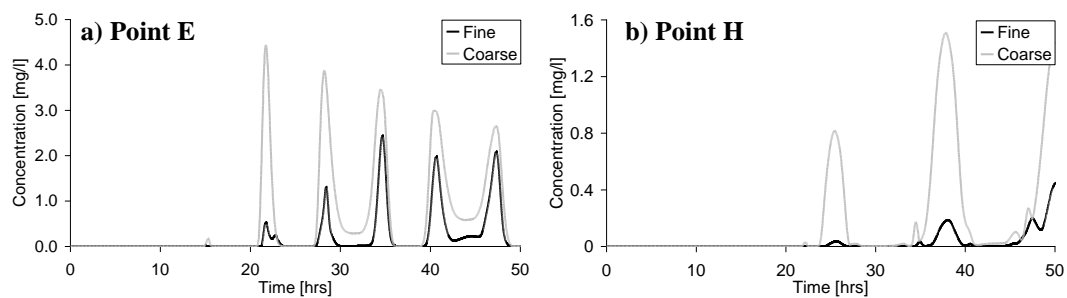 a) Point E
Fine
Coarse
Concentration [mg/l]
5.0
4.0
3.0
2.0
1.0
0.0
0 10 20 30 40 50
Time [hrs]
b) Point H
Fine
Coarse
Concentration [mg/l]
1.6
1.2
0.8
0.4
0
0 10 20 30 40 50
Time [hrs]